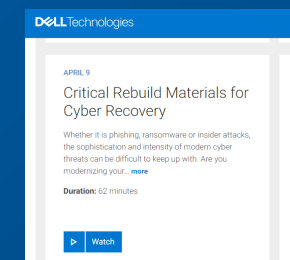 DELLTechnologies
APRIL 9
Critical Rebuild Materials for
Cyber Recovery
Whether it is phishing, ransomware or insider attacks,
the sophistication and intensity of modern cyber
threats can be difficult to keep up with. Are you
modernizing your... more
Duration: 62 minutes
Watch